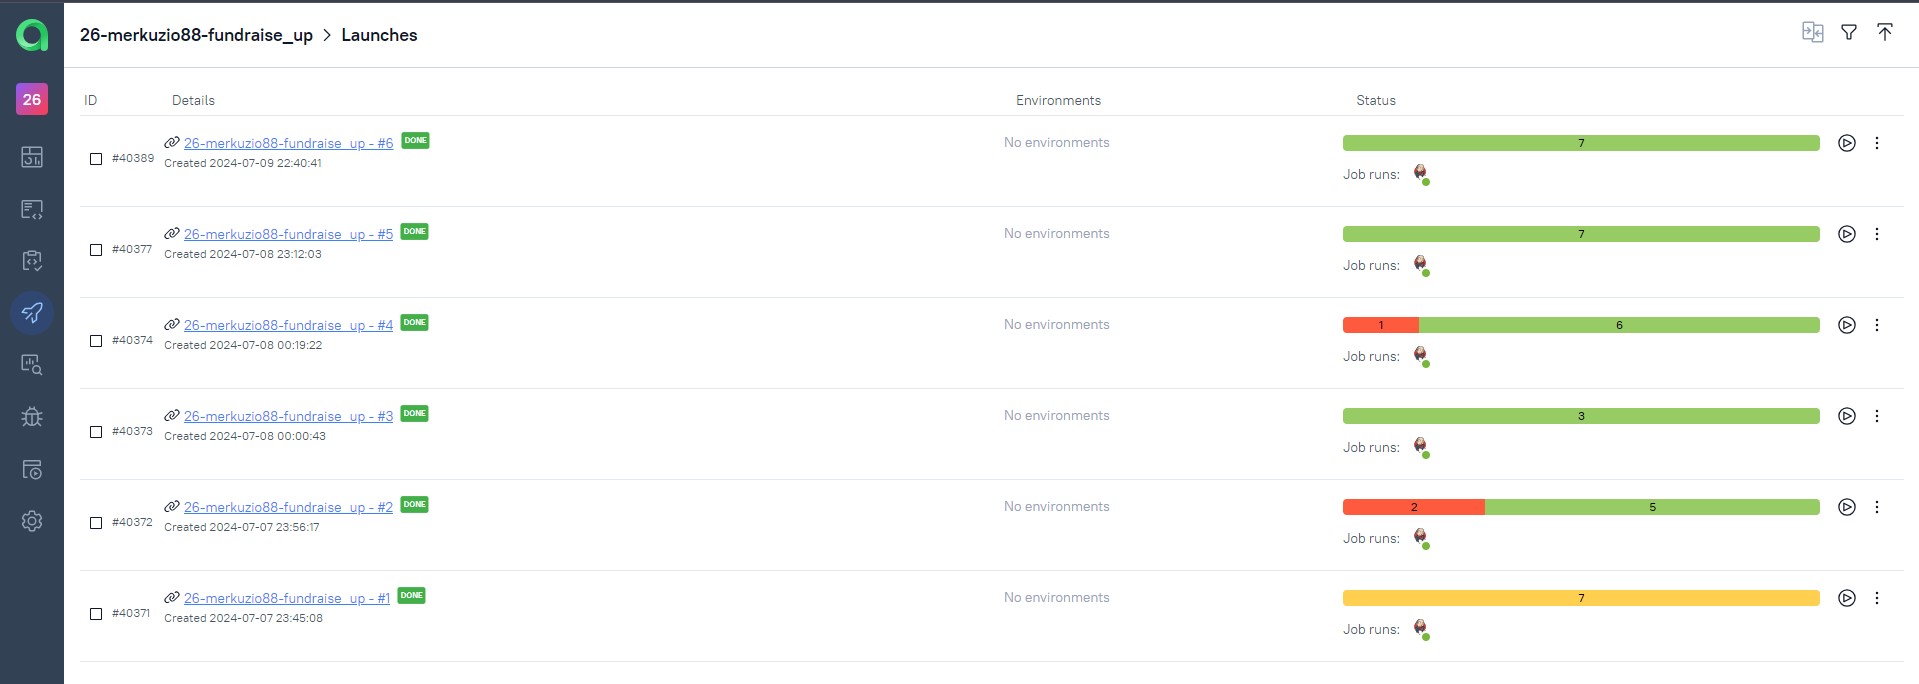 26-merkuzio88-fundraise_up > Launches
26
ID Details Environments Status
26-merkuzio88-fundraise_up - #6 DONE No environments 7
#40389
Created 2024-07-09 22:40:41
Job runs:
26-merkuzio88-fundraise_up - #5 DONE No environments 7
#40377
Created 2024-07-08 23:12:03
Job runs:
26-merkuzio88-fundraise_up - #4 DONE No environments 1 6
#40374
Created 2024-07-08 00:19:22
Job runs:
26-merkuzio88-fundraise_up - #3 DONE No environments 3
#40373
Created 2024-07-08 00:00:43
Job runs:
26-merkuzio88-fundraise_up - #2 DONE No environments 2 5
#40372
Created 2024-07-07 23:56:17
Job runs:
26-merkuzio88-fundraise_up - #1 DONE No environments 7
#40371
Created 2024-07-07 23:45:08
Job runs: